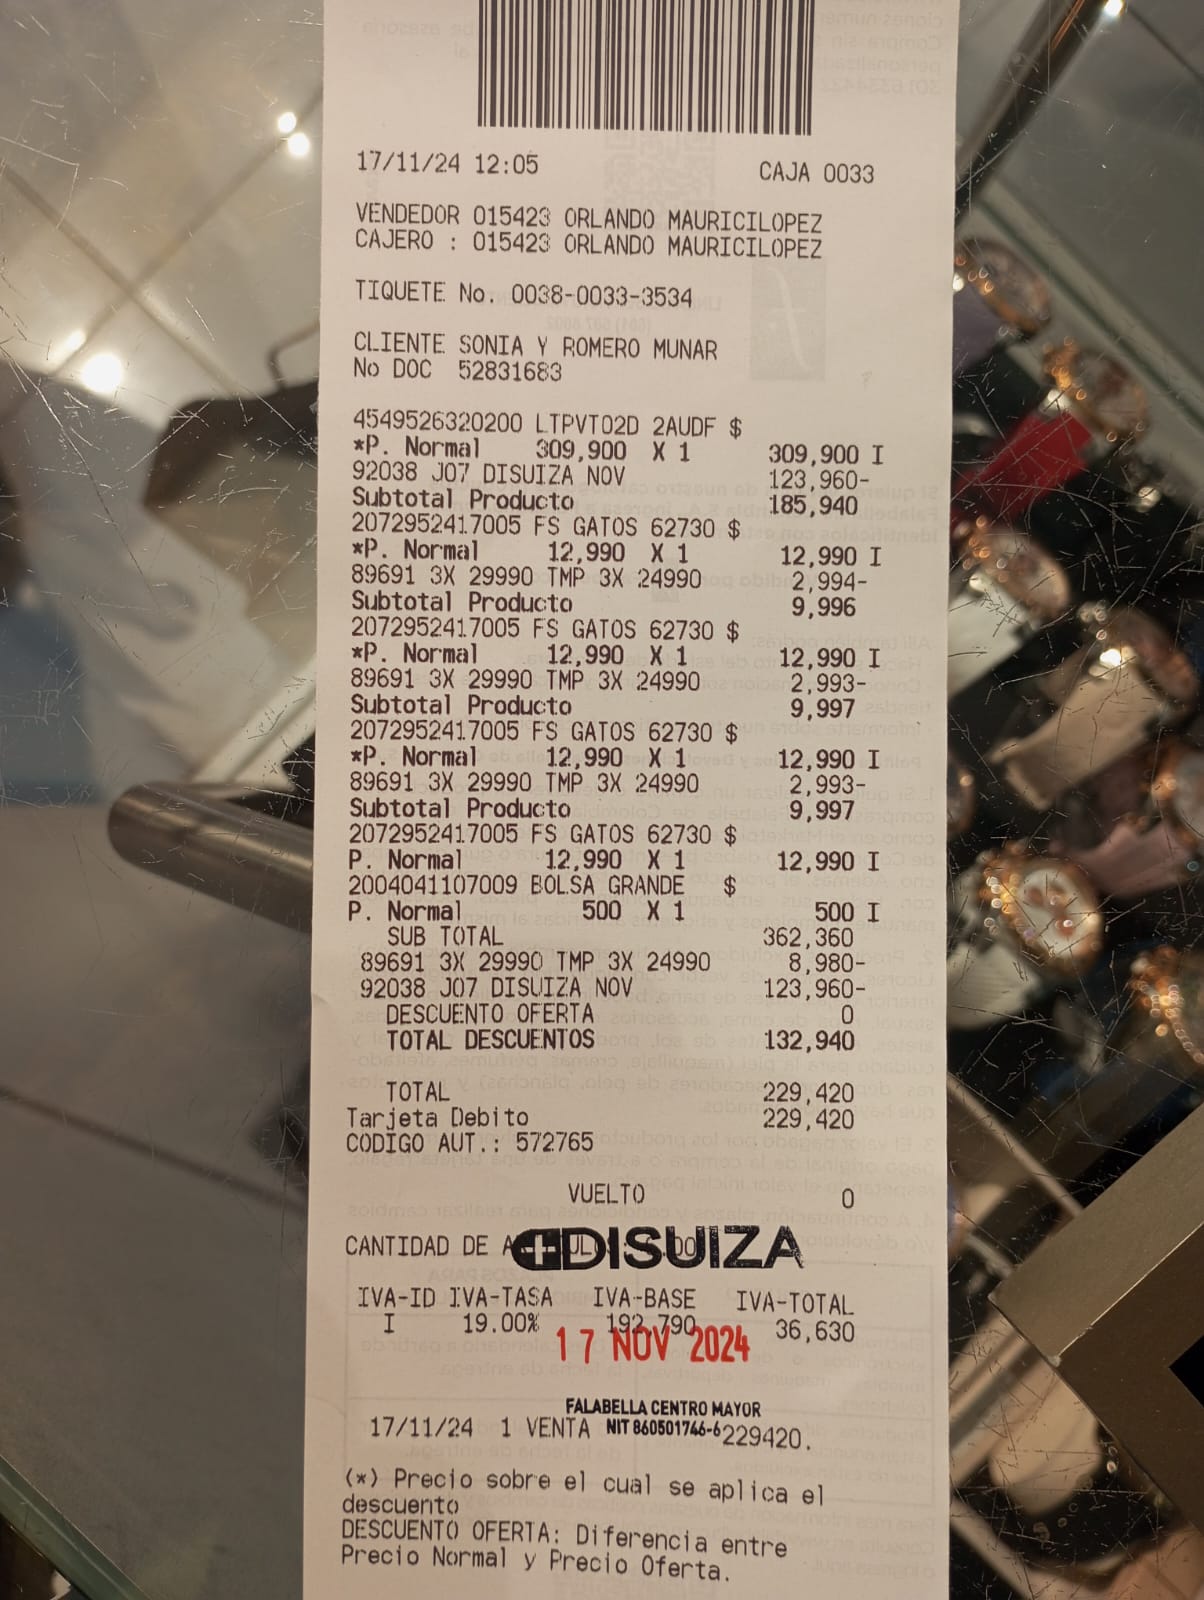 17/11/24 12:05 CAJA 0033
VENDEDOR 015423 ORLANDO MAURICILOPEZ
CAJERO : 015423 ORLANDO MAURICILOPEZ
TIQUETE No. 0038-0033-3534
CLIENTE SONIA Y ROMERO MUNAR
No DOC 52831683
4549526320200 LTPVT02D 2AUDF $
*P. Normal 309,900 X 1 309,900 I
92038 J07 DISUIZA NOV 123,960-
Subtotal Producto 185,940
2072952417005 FS GATOS 62730 $
*P. Normal 12,990 X 1 12,990 I
89691 3X 29990 TMP 3X 24990 2,994-
Subtotal Producto 9,996
2072952417005 FS GATOS 62730 $
*P. Normal 12,990 X 1 12,990 I
89691 3X 29990 TMP 3X 24990 2,993-
Subtotal Producto 9,997
2072952417005 FS GATOS 62730 $
*P. Normal 12,990 X 1 12,990 I
89691 3X 29990 TMP 3X 24990 2,993-
Subtotal Producto 9,997
2072952417005 FS GATOS 62730 $
P. Normal 12,990 X 1 12,990 I
2004041107009 BOLSA GRANDE $
P. Normal 500 X 1 500 I
SUB TOTAL 362,360
89691 3X 29990 TMP 3X 24990 8,980-
92038 J07 DISUIZA NOV 123,960-
DESCUENTO OFERTA 0
TOTAL DESCUENTOS 132,940
TOTAL 229,420
Tarjeta Debito 229,420
CODIGO AUT.: 572765
VUELTO 0
CANTIDAD DE
DISUIZA
IVA-ID IVA-TASA IVA-BASE IVA-TOTAL
I 19.00% 192,790 36,630
17 NOV 2024
FALABELLA CENTRO MAYOR
NIT 860501746-6
17/11/24 1 VENTA 229420.
(*) Precio sobre el cual se aplica el
descuento
DESCUENTO OFERTA: Diferencia entre
Precio Normal y Precio Oferta.